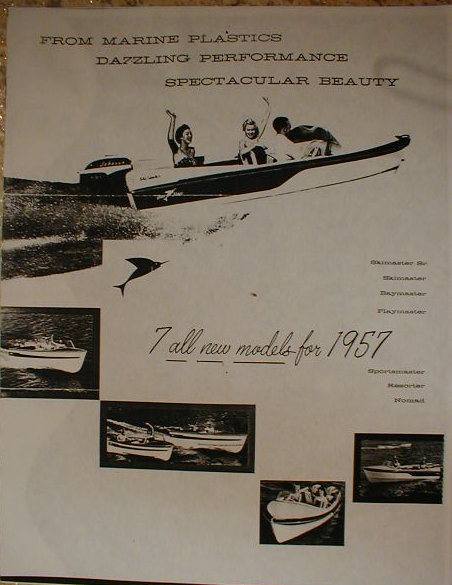 FROM MARINE PLASTICS
DAZZLING PERFORMANCE
SPECTACULAR BEAUTY
Johnson
Skimaster Sr.
Skimaster
Baymaster
Playmaster
7 all new models for 1957
Sportsmaster
Resorter
Nomad